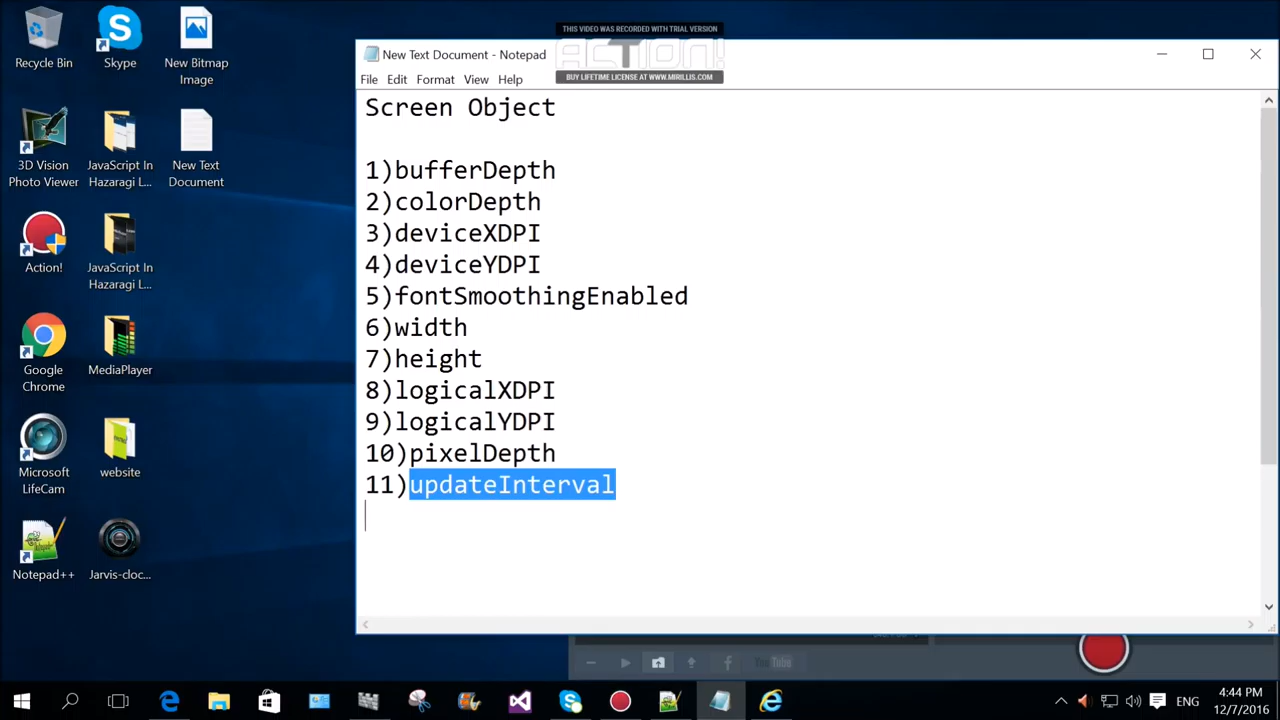 THIS VIDEO WAS RECORDED WITH TRIAL VERSION
ACTION!
BUY LIFETIME LICENSE AT WWW.MIRILLIS.COM
New Text Document - Notepad
File Edit Format View Help
Screen Object
1)bufferDepth
2)colorDepth
3)deviceXDPI
4)deviceYDPI
5)fontSmoothingEnabled
6)width
7)height
8)logicalXDPI
9)logicalYDPI
10)pixelDepth
11)updateInterval
Recycle Bin
Skype
New Bitmap
Image
3D Vision
Photo Viewer
JavaScript In
Hazaragi L...
New Text
Document
Action!
JavaScript In
Hazaragi L...
Google
Chrome
MediaPlayer
Microsoft
LifeCam
website
Notepad++
Jarvis-cloc...
YouTube
ENG
4:44 PM
12/7/2016